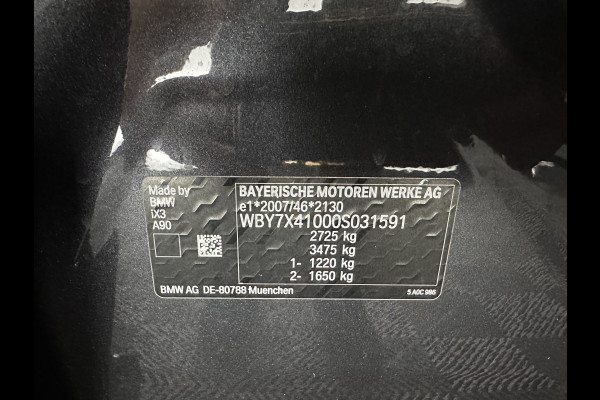 Made by
BMW
iX3
A90
BAYERISCHE MOTOREN WERKE AG
e1*2007/46*2130
WBY7X41000S031591
2725 kg
3475 kg
1- 1220 kg
2- 1650 kg
BMW AG DE-80788 Muenchen
5 A0C 986